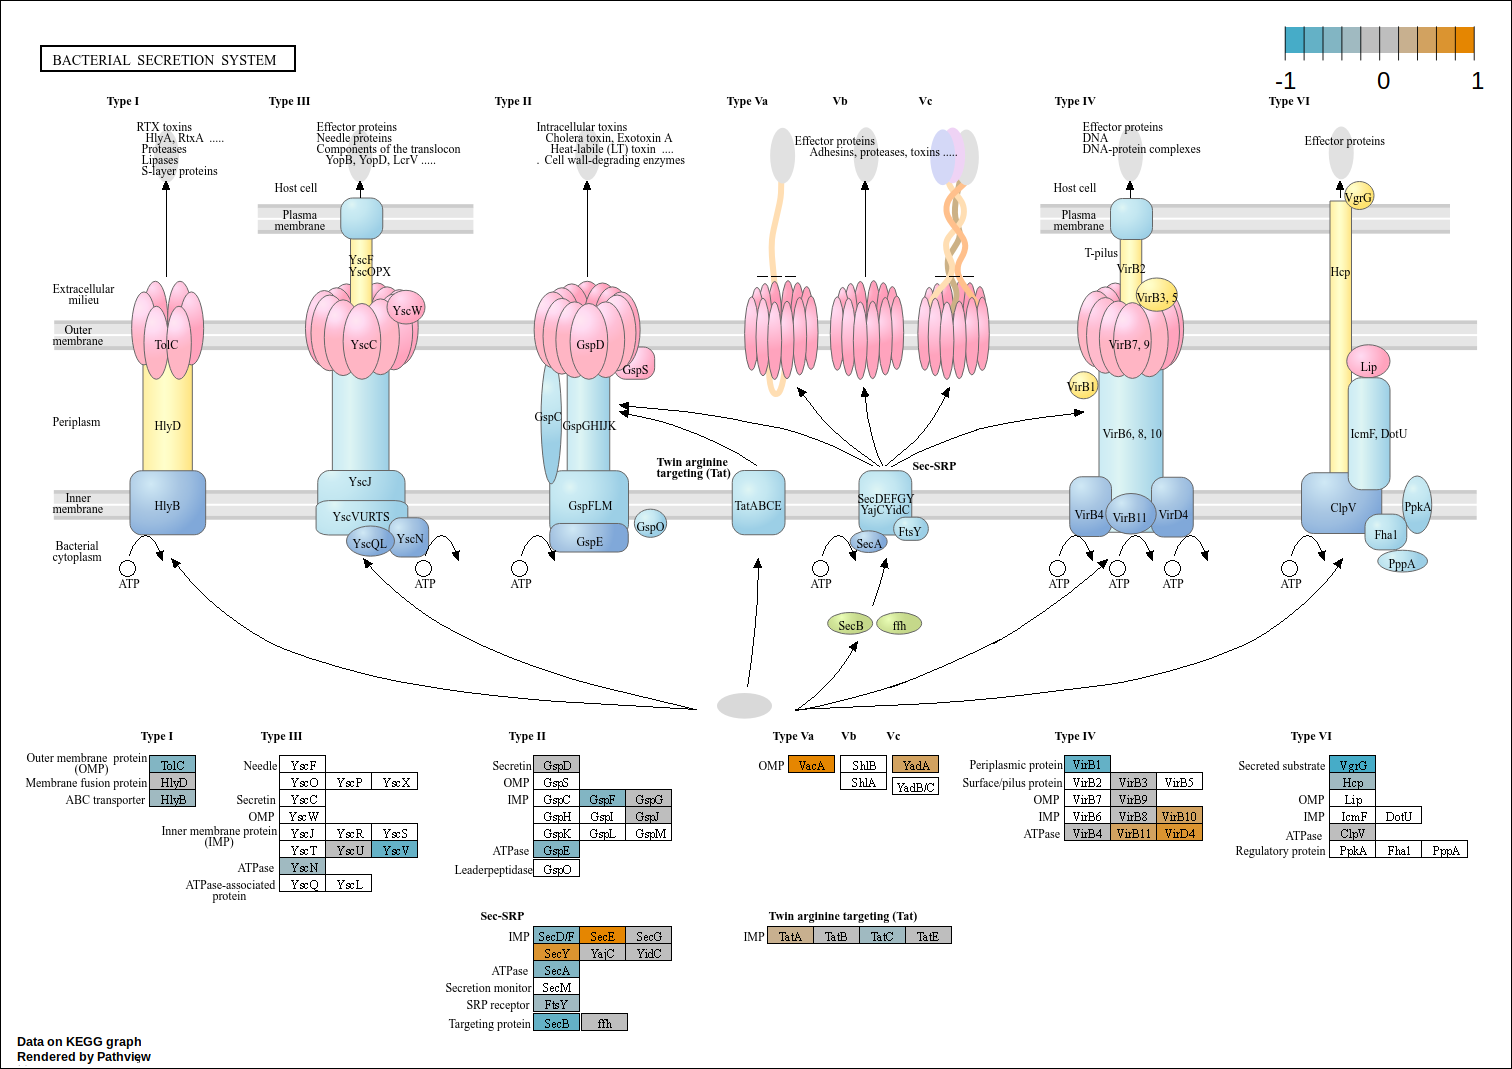 BACTERIAL SECRETION SYSTEM
-1 0 1
Type I Type III Type II Type Va Vb Vc Type IV Type VI
RTX toxins
HlyA, RtxA .....
Proteases
Lipases
S-layer proteins
Effector proteins
Needle proteins
Components of the translocon
YopB, YopD, LcrV .....
Intracellular toxins
Cholera toxin, Exotoxin A
Heat-labile (LT) toxin ....
. Cell wall-degrading enzymes
Effector proteins
Adhesins, proteases, toxins .....
Effector proteins
DNA
DNA-protein complexes
Effector proteins
Host cell
Plasma
membrane
Host cell
Plasma
membrane
VgrG
YscF
YscOPX
T-pilus
VirB2
Hcp
Extracellular
milieu
YscW
VirB3, 5
Outer
membrane
TolC
YscC
GspD
GspS
VirB7, 9
Lip
VirB1
Periplasm
HlyD
GspC
GspGHIJK
VirB6, 8, 10
IcmF, DotU
Twin arginine
targeting (Tat)
Sec-SRP
Inner
membrane
HlyB
YscJ
YscVURTS
YscQL
YscN
GspFLM
GspE
GspO
TatABCE
SecDEFGY
YajCYidC
FtsY
SecA
VirB4
VirB11
VirD4
ClpV
PpkA
Fha1
PppA
Bacterial
cytoplasm
ATP ATP ATP ATP ATP ATP ATP ATP
SecB ffh
Type I Type III Type II Type Va Vb Vc Type IV Type VI
Outer membrane protein
(OMP)
TolC
Membrane fusion protein HlyD
ABC transporter HlyB
Needle YscF
YscO YscP YscX
Secretin YscC
OMP YscW
Inner membrane protein
(IMP)
YscJ YscR YscS
YscT YscU YscV
ATPase YscN
ATPase-associated
protein
YscQ YscL
Secretin GspD
OMP GspS
IMP GspC GspF GspG
GspH GspI GspJ
GspK GspL GspM
ATPase GspE
Leaderpeptidase GspO
OMP VacA ShlB YadA
ShlA YadB/C
Periplasmic protein VirB1
Surface/pilus protein VirB2 VirB3 VirB5
OMP VirB7 VirB9
IMP VirB6 VirB8 VirB10
ATPase VirB4 VirB11 VirD4
Secreted substrate VgrG
Hcp
OMP Lip
IMP IcmF DotU
ATPase ClpV
Regulatory protein PpkA Fha1 PppA
Sec-SRP
IMP SecD/F SecE SecG
SecY YajC YidC
ATPase SecA
Secretion monitor SecM
SRP receptor FtsY
Targeting protein SecB ffh
Twin arginine targeting (Tat)
IMP TatA TatB TatC TatE
Data on KEGG graph
Rendered by Pathview